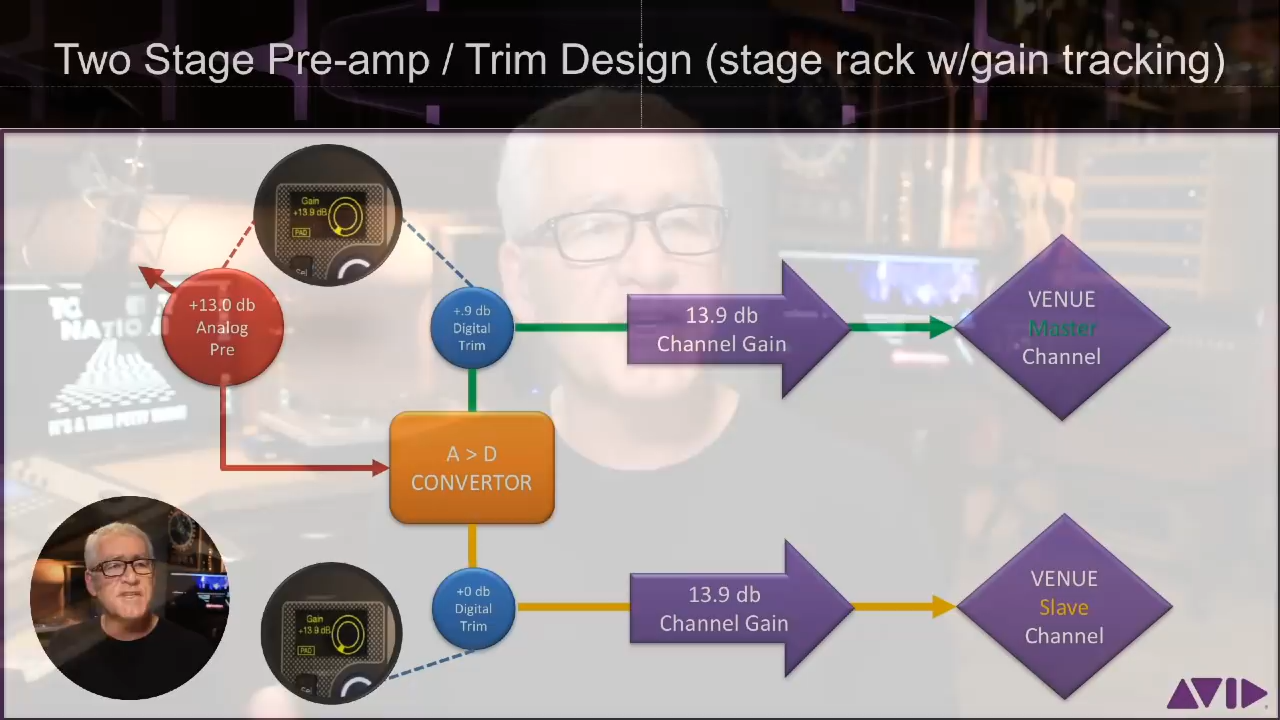 Two Stage Pre-amp / Trim Design (stage rack w/gain tracking)
Gain
+13.9 dB
PAD
Sel
+13.0 db
Analog
Pre
+.9 db
Digital
Trim
13.9 db
Channel Gain
VENUE
Master
Channel
A > D
CONVERTOR
Gain
+13.9 dB
PAD
+0 db
Digital
Trim
13.9 db
Channel Gain
VENUE
Slave
Channel
AVID